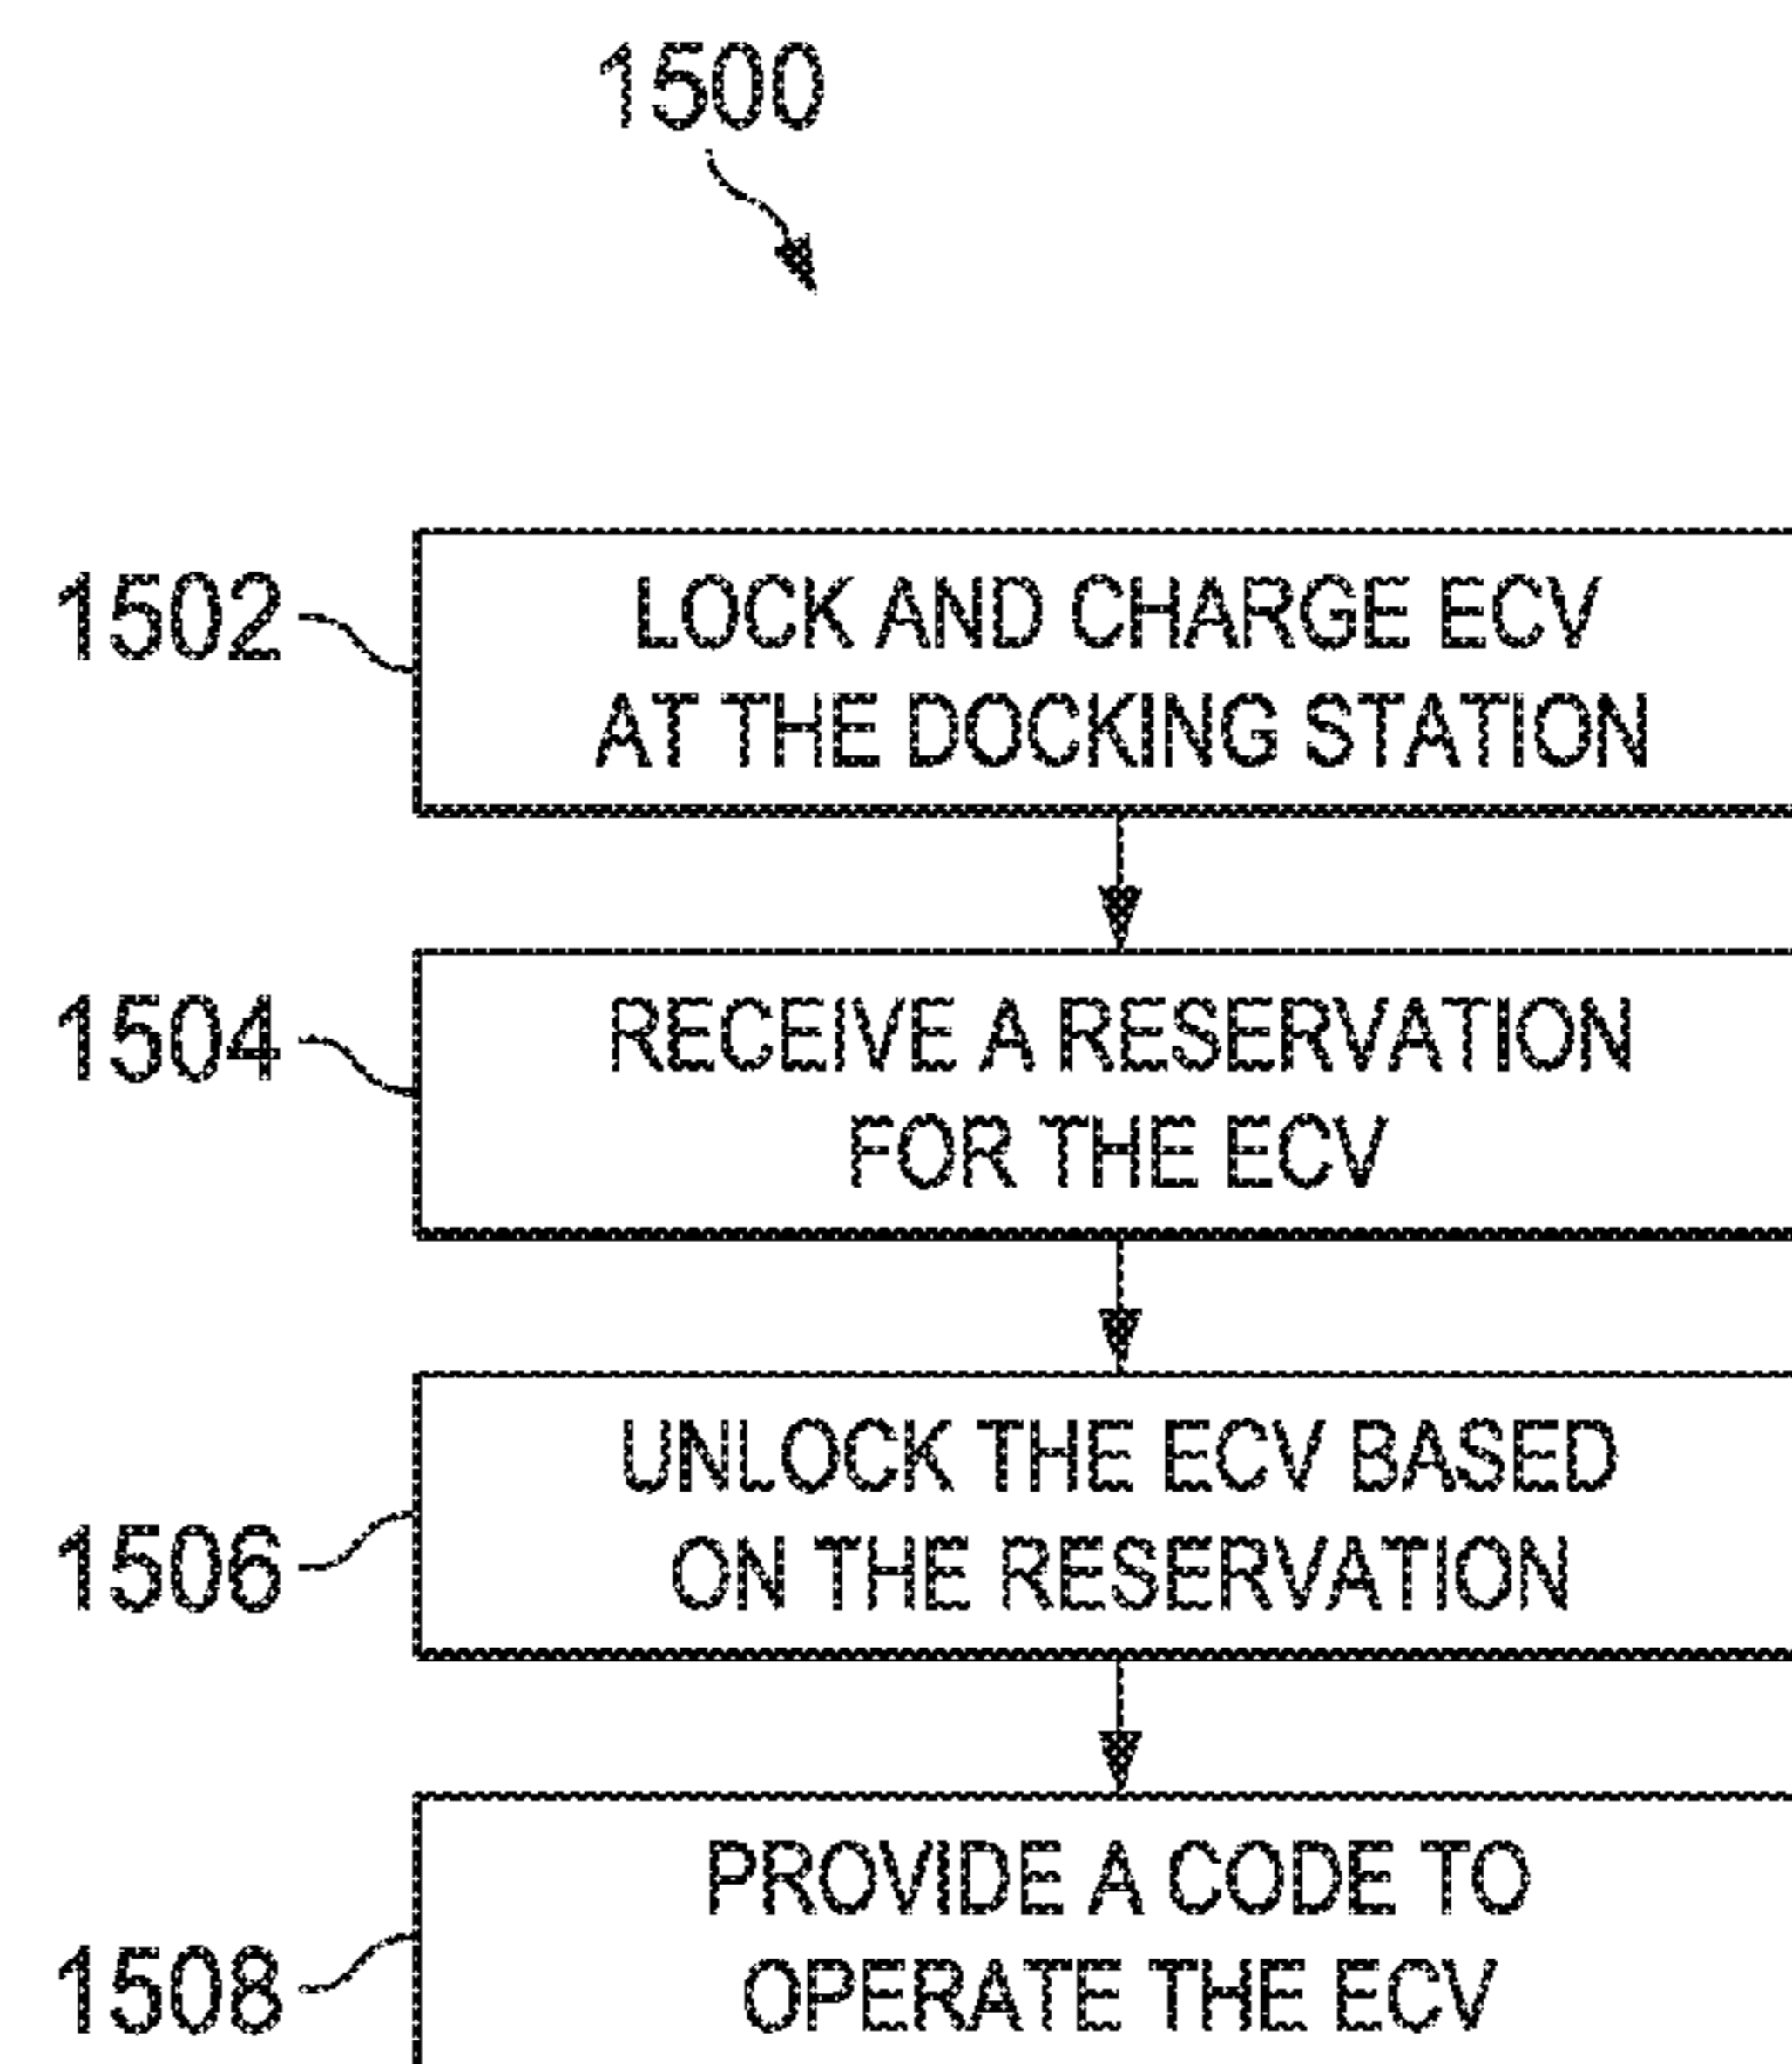 1500
1502
LOCK AND CHARGE ECV
AT THE DOCKING STATION
1504
RECEIVE A RESERVATION
FOR THE ECV
1506
UNLOCK THE ECV BASED
ON THE RESERVATION
1508
PROVIDE A CODE TO
OPERATE THE ECV